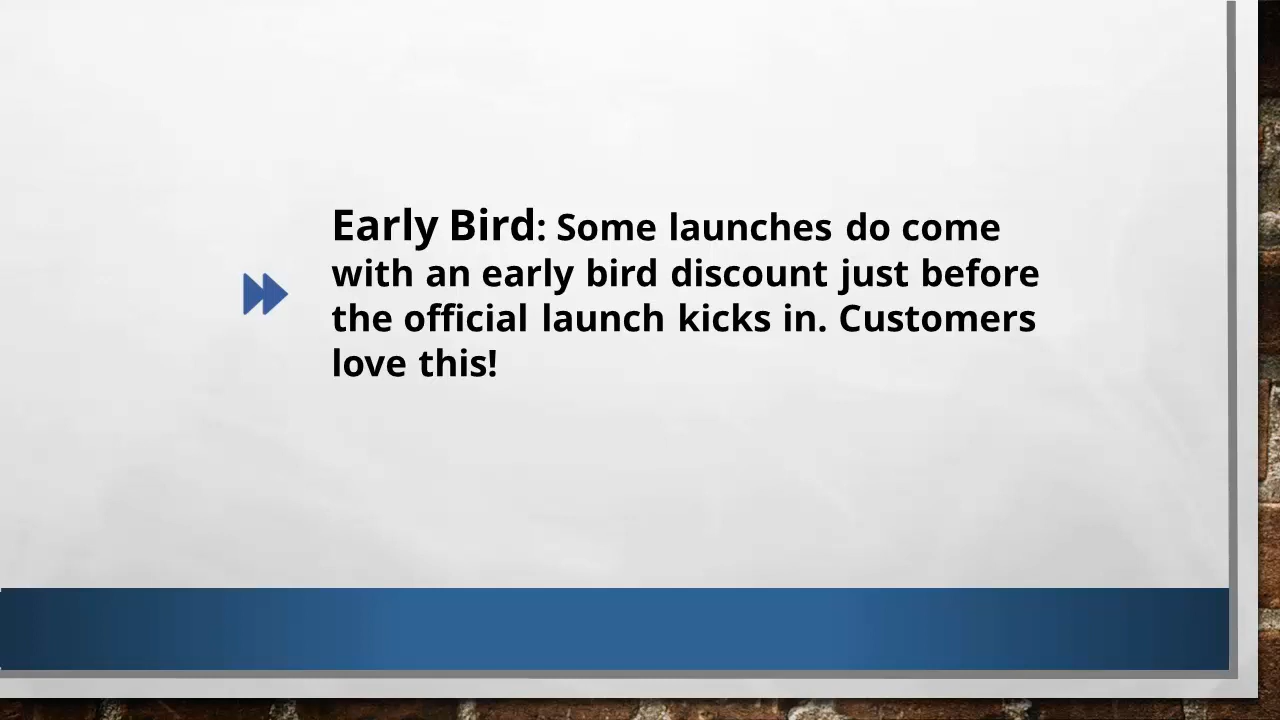 Early Bird: Some launches do come
with an early bird discount just before
the official launch kicks in. Customers
love this!